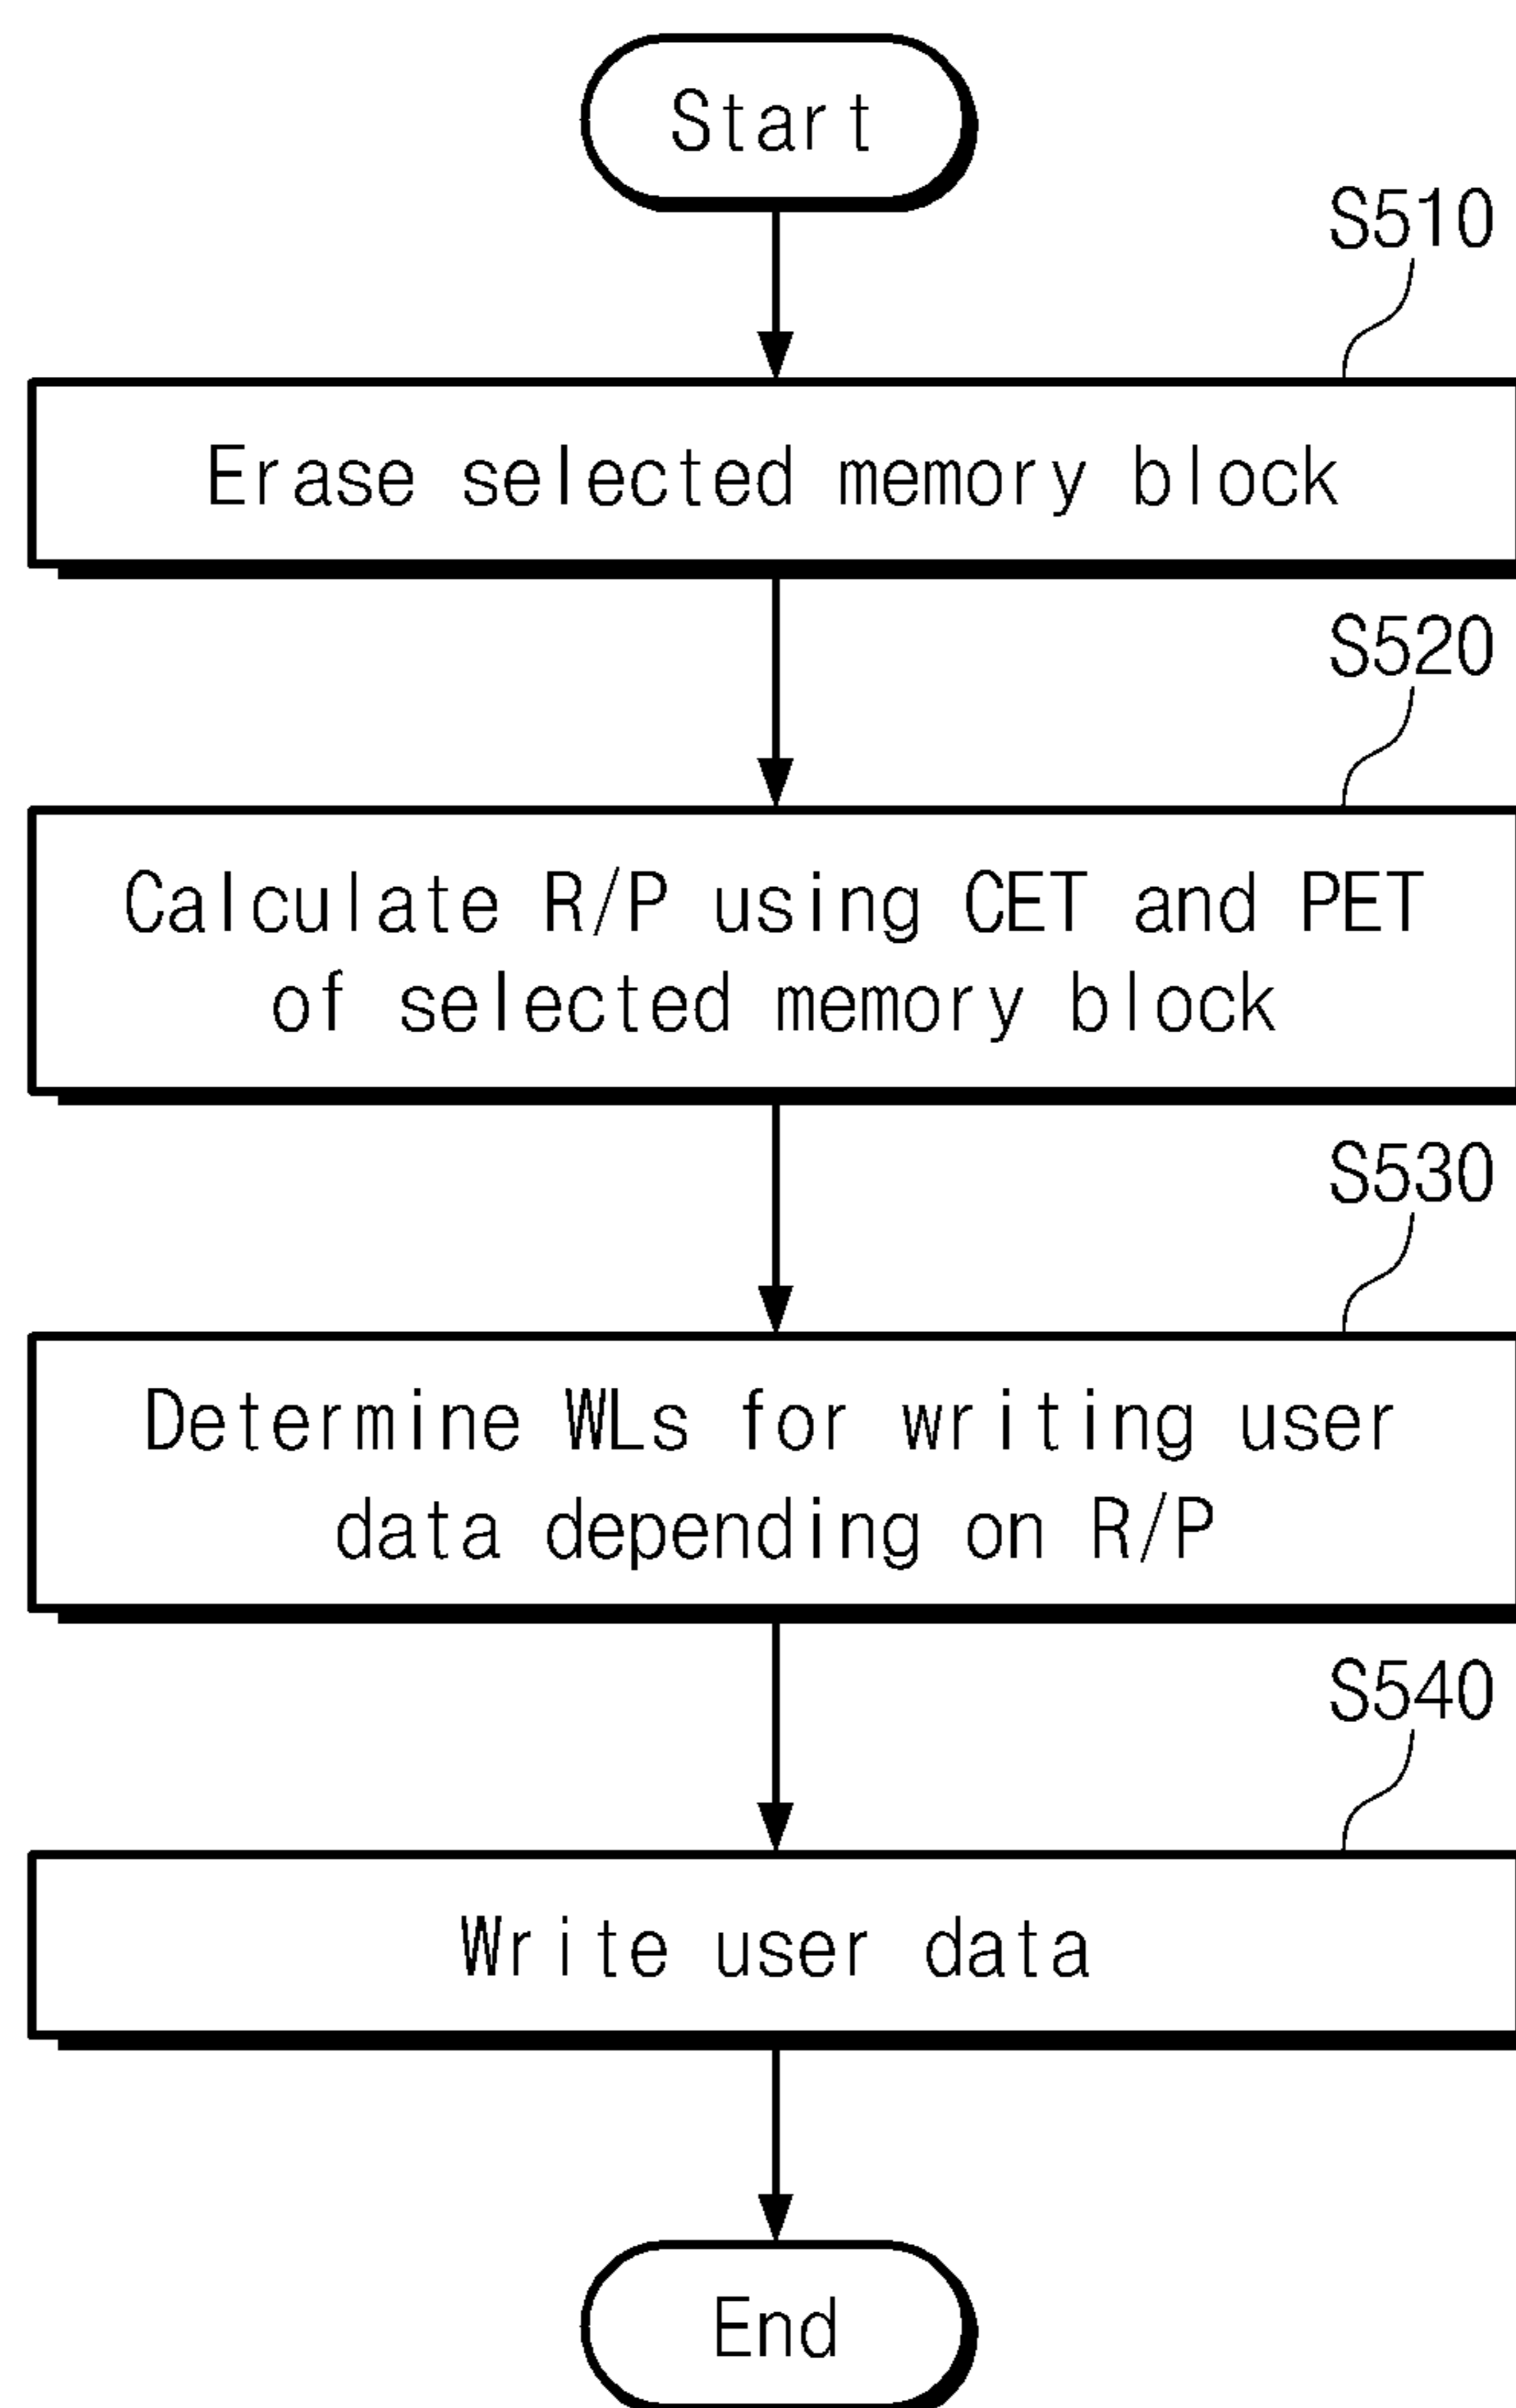 Start
S510
Erase selected memory block
S520
Calculate R/P using CET and PET
of selected memory block
S530
Determine WLs for writing user
data depending on R/P
S540
Write user data
End